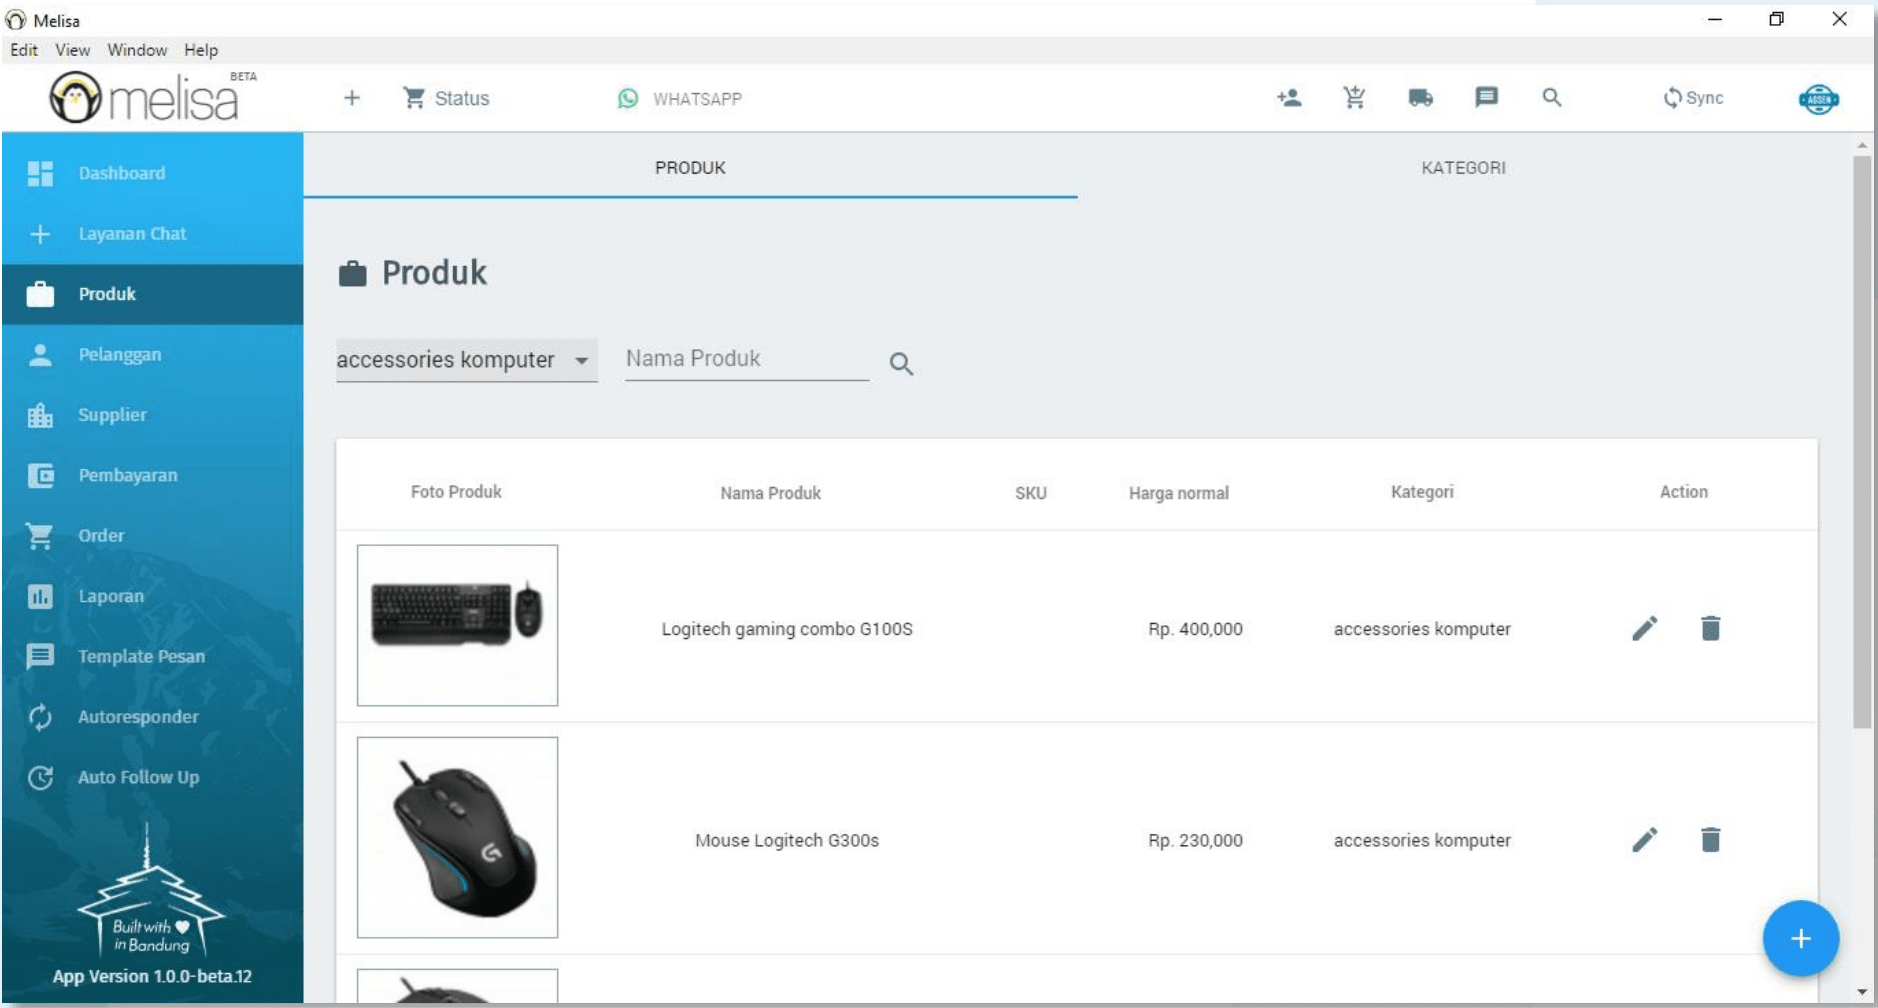 Melisa
Edit View Window Help
melisa BETA
Status
WHATSAPP
Sync
AGSEN
Dashboard
Layanan Chat
Produk
Pelanggan
Supplier
Pembayaran
Order
Laporan
Template Pesan
Autoresponder
Auto Follow Up
Built with
in Bandung
App Version 1.0.0-beta.12
PRODUK KATEGORI
Produk
accessories komputer Nama Produk
Foto Produk Nama Produk SKU Harga normal Kategori Action
Logitech gaming combo G100S Rp. 400,000 accessories komputer
Mouse Logitech G300s Rp. 230,000 accessories komputer